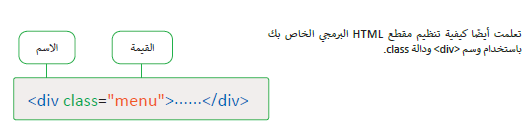 تعلمت أيضًا كيفية تنظيم مقطع HTML البرمجي الخاص بك
باستخدام وسم <div> ودالة class.
القيمة
الاسم
<div class="menu">......</div>